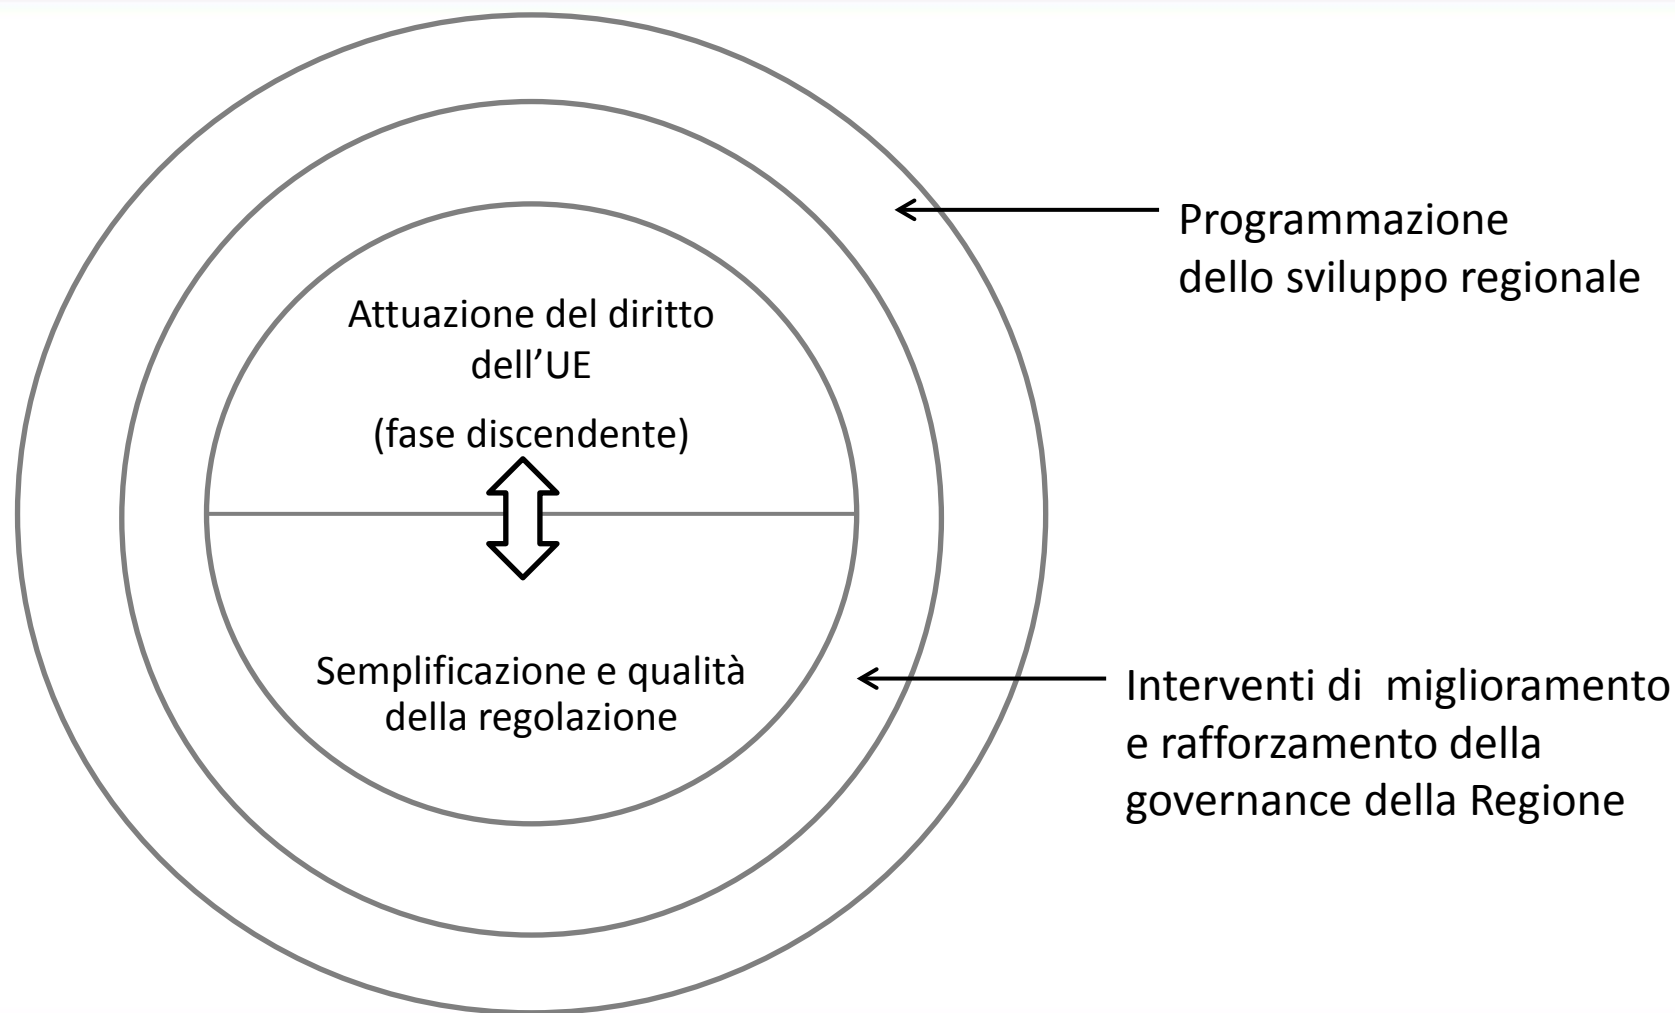 Programmazione
dello sviluppo regionale
Attuazione del diritto
dell’UE
(fase discendente)
Semplificazione e qualità
della regolazione
Interventi di  miglioramento
e rafforzamento della
governance della Regione